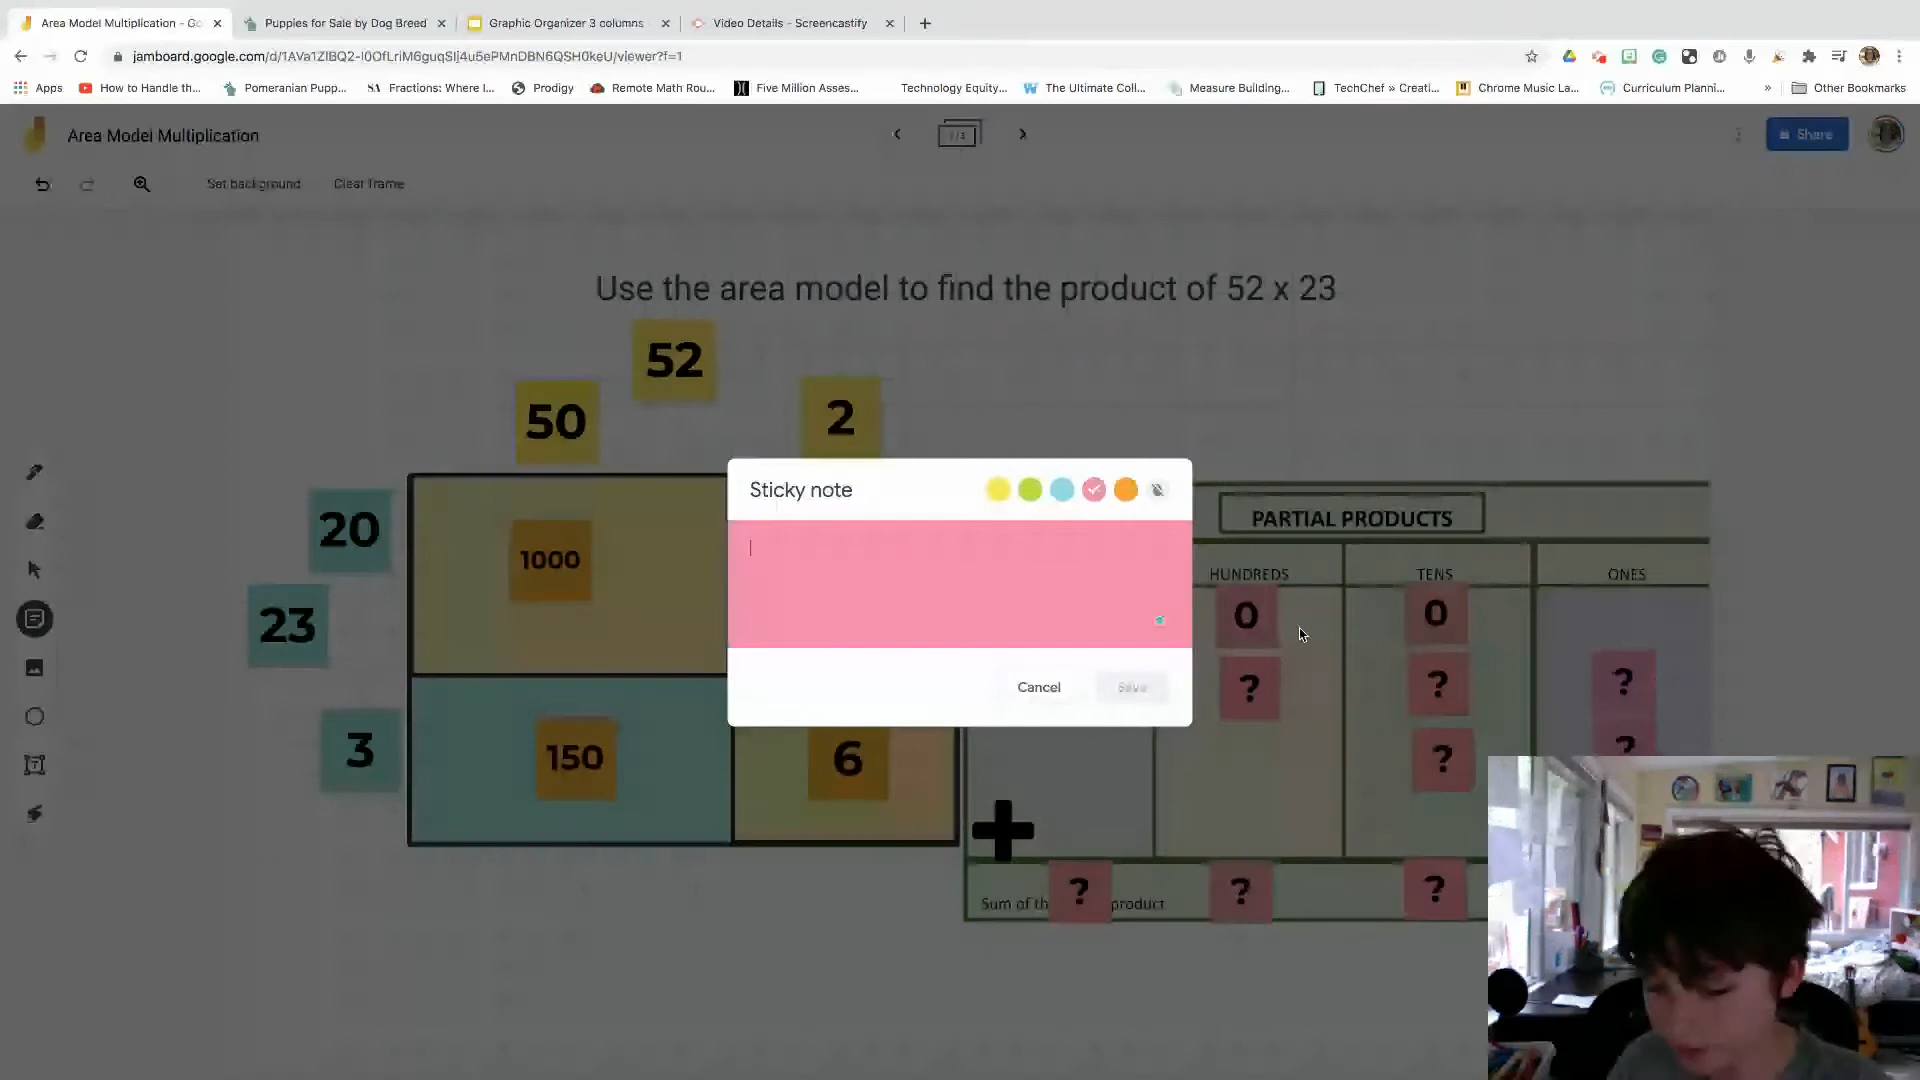 Area Model Multiplication - Go
Puppies for Sale by Dog Breed
Graphic Organizer 3 columns
Video Details - Screencastify
jamboard.google.com/d/1AVa1ZlBQ2-I0OfLriM6guqSlj4u5ePMnDBN6QSH0keU/viewer?f=1
Apps
How to Handle th...
Pomeranian Pupp...
SA
Fractions: Where I...
Prodigy
Remote Math Rou...
Five Million Asses...
Technology Equity...
The Ultimate Coll...
Measure Building...
TechChef » Creati...
Chrome Music La...
Curriculum Planni...
»
Other Bookmarks
Area Model Multiplication
Share
Set background
Clear frame
Use the area model to find the product of 52 x 23
52
50
2
Sticky note
20
1000
PARTIAL PRODUCTS
HUNDREDS
TENS
ONES
23
0
0
?
?
?
Cancel
Save
3
150
6
?
?
+
Sum of th
?
product
?
?